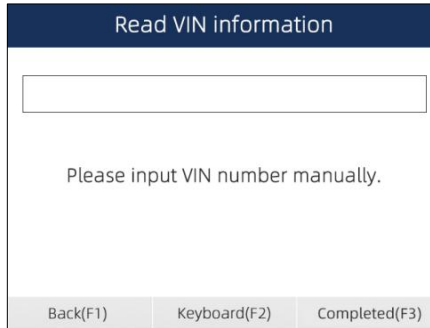 Read VIN information
Please input VIN number manually.
Back(F1) Keyboard(F2) Completed(F3)